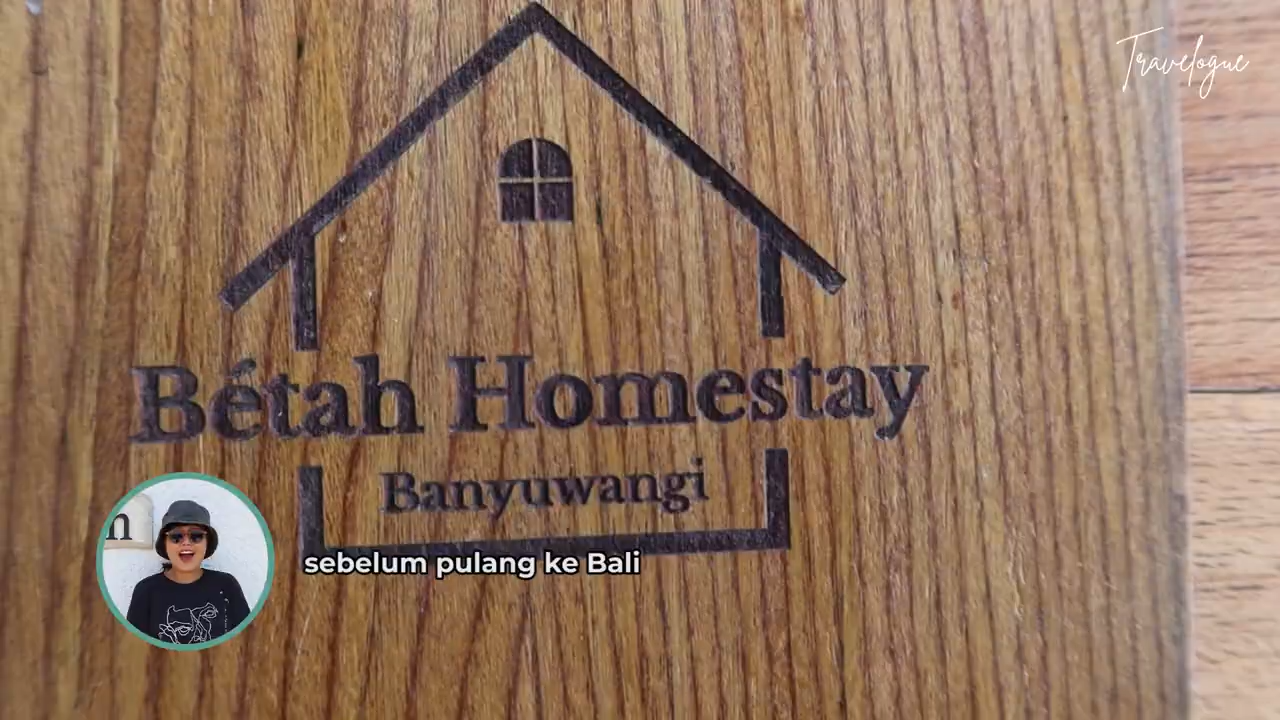 Travelogue
Bétah Homestay
Banyuwangi
n
sebelum pulang ke Bali